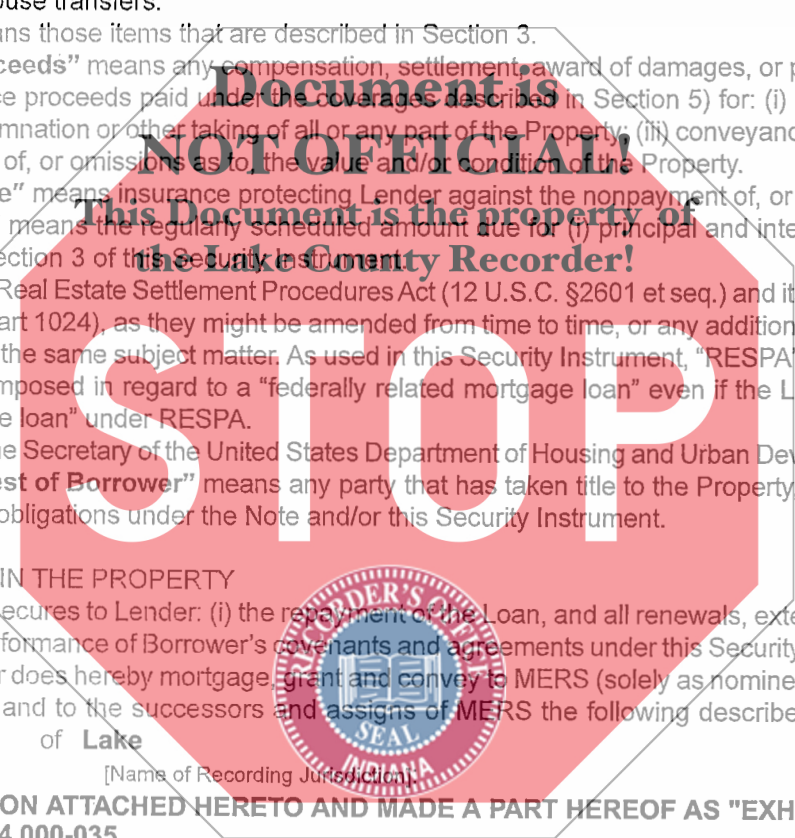 ouse transfers.
ns those items that are described in Section 3.
ceeds” means any compensation, settlement, award of damages, or p
e proceeds paid under the coverages described in Section 5) for: (i)
mnation or other taking of all or any part of the Property; (iii) conveyanc
of, or omissions as to, the value and/or condition of the Property.
e” means insurance protecting Lender against the nonpayment of, or
means the regularly scheduled amount due for (i) principal and inte
ection 3 of this Security Instrument.
Real Estate Settlement Procedures Act (12 U.S.C. §2601 et seq.) and it
art 1024), as they might be amended from time to time, or any addition
the same subject matter. As used in this Security Instrument, “RESPA”
mposed in regard to a “federally related mortgage loan” even if the L
e loan” under RESPA.
e Secretary of the United States Department of Housing and Urban Dev
est of Borrower” means any party that has taken title to the Property,
obligations under the Note and/or this Security Instrument.
IN THE PROPERTY
ecures to Lender: (i) the repayment of the Loan, and all renewals, exte
formance of Borrower’s covenants and agreements under this Security
r does hereby mortgage, grant and convey to MERS (solely as nomine
and to the successors and assigns of MERS the following describe
of Lake
[Name of Recording Jurisdiction]:
ON ATTACHED HERETO AND MADE A PART HEREOF AS "EXH
4.000-035
Document is
NOT OFFICIAL!
This Document is the property of
the Lake County Recorder!
STOP
RECORDER'S OFFICE
SEAL
INDIANA